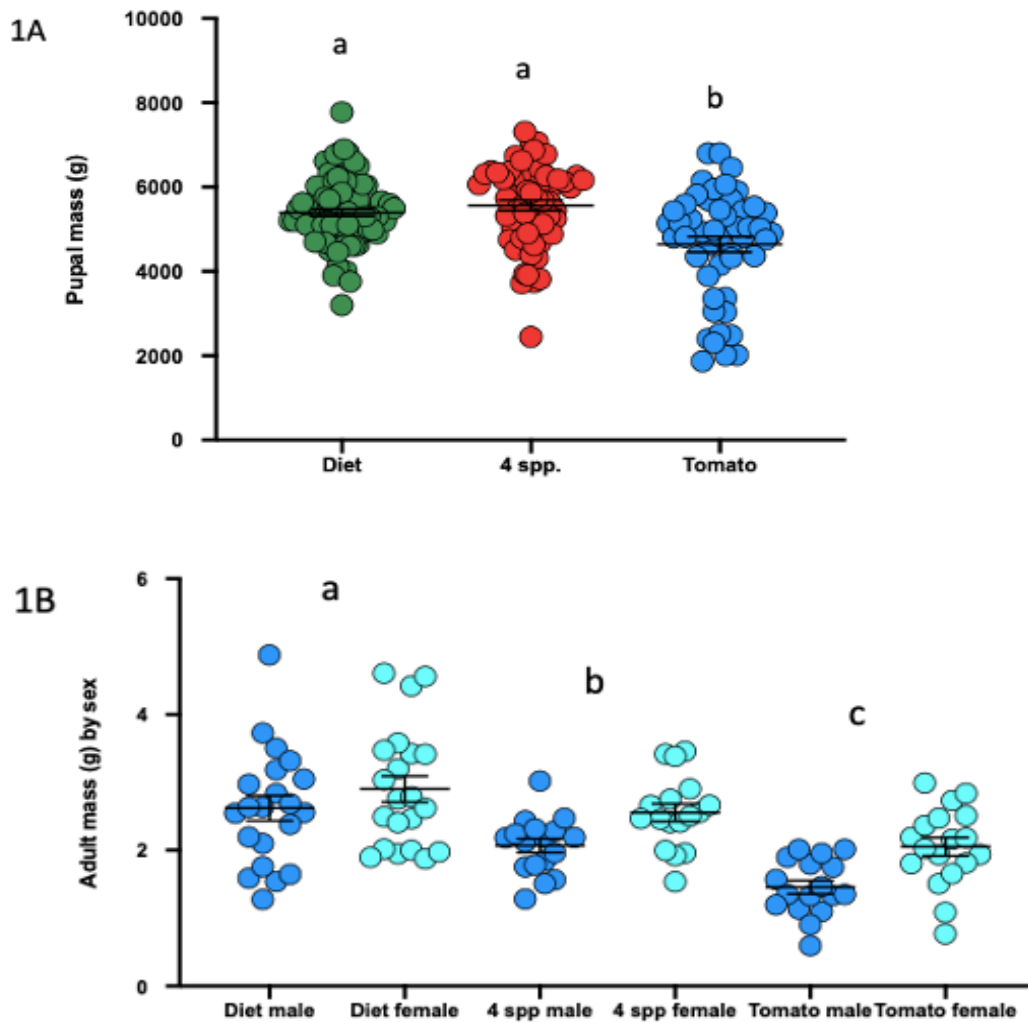 1A
10000
a
a
b
8000
6000
4000
2000
0
Pupal mass (g)
Diet 4 spp. Tomato
1B
6
a
b
c
4
2
0
Adult mass (g) by sex
Diet male Diet female 4 spp male 4 spp female Tomato male Tomato female